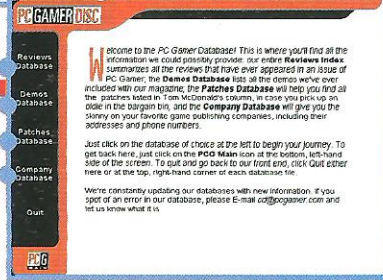 PC GAMER DISC
Reviews
Database
Demos
Database
Patches
Database
Company
Database
Quit
PCG
MAIN
Welcome to the PC Gamer Database! This is where you'll find all the
information we could possibly provide: our entire Reviews Index
summarizes all the reviews that have ever appeared in an issue of
PC Gamer; the Demos Database lists all the demos we've ever
included with our magazine; the Patches Database will help you find all
the patches listed in Tom McDonald's column, in case you pick up an
oldie in the bargain bin; and the Company Database will give you the
skinny on your favorite game publishing companies, including their
addresses and phone numbers.
Just click on the database of choice at the left to begin your journey. To
get back here, just click on the PCG Main icon at the bottom, left-hand
side of the screen. To quit and go back to our front end, click Quit either
here or at the top, right-hand corner of each database file.
We're constantly updating our databases with new information. If you
spot an error in our database, please E-mail cd@pcgamer.com and
let us know what it is